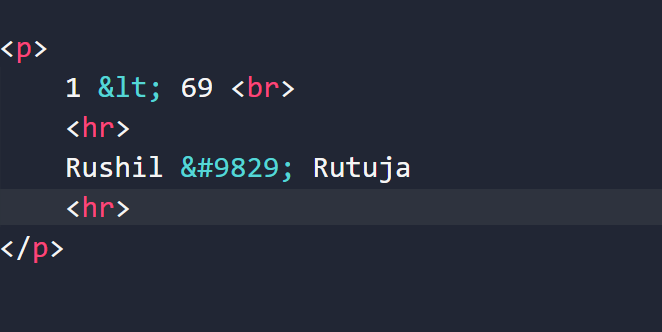 <p>
1 &lt; 69 <br>
<hr>
Rushil &#9829; Rutuja
<hr>
</p>